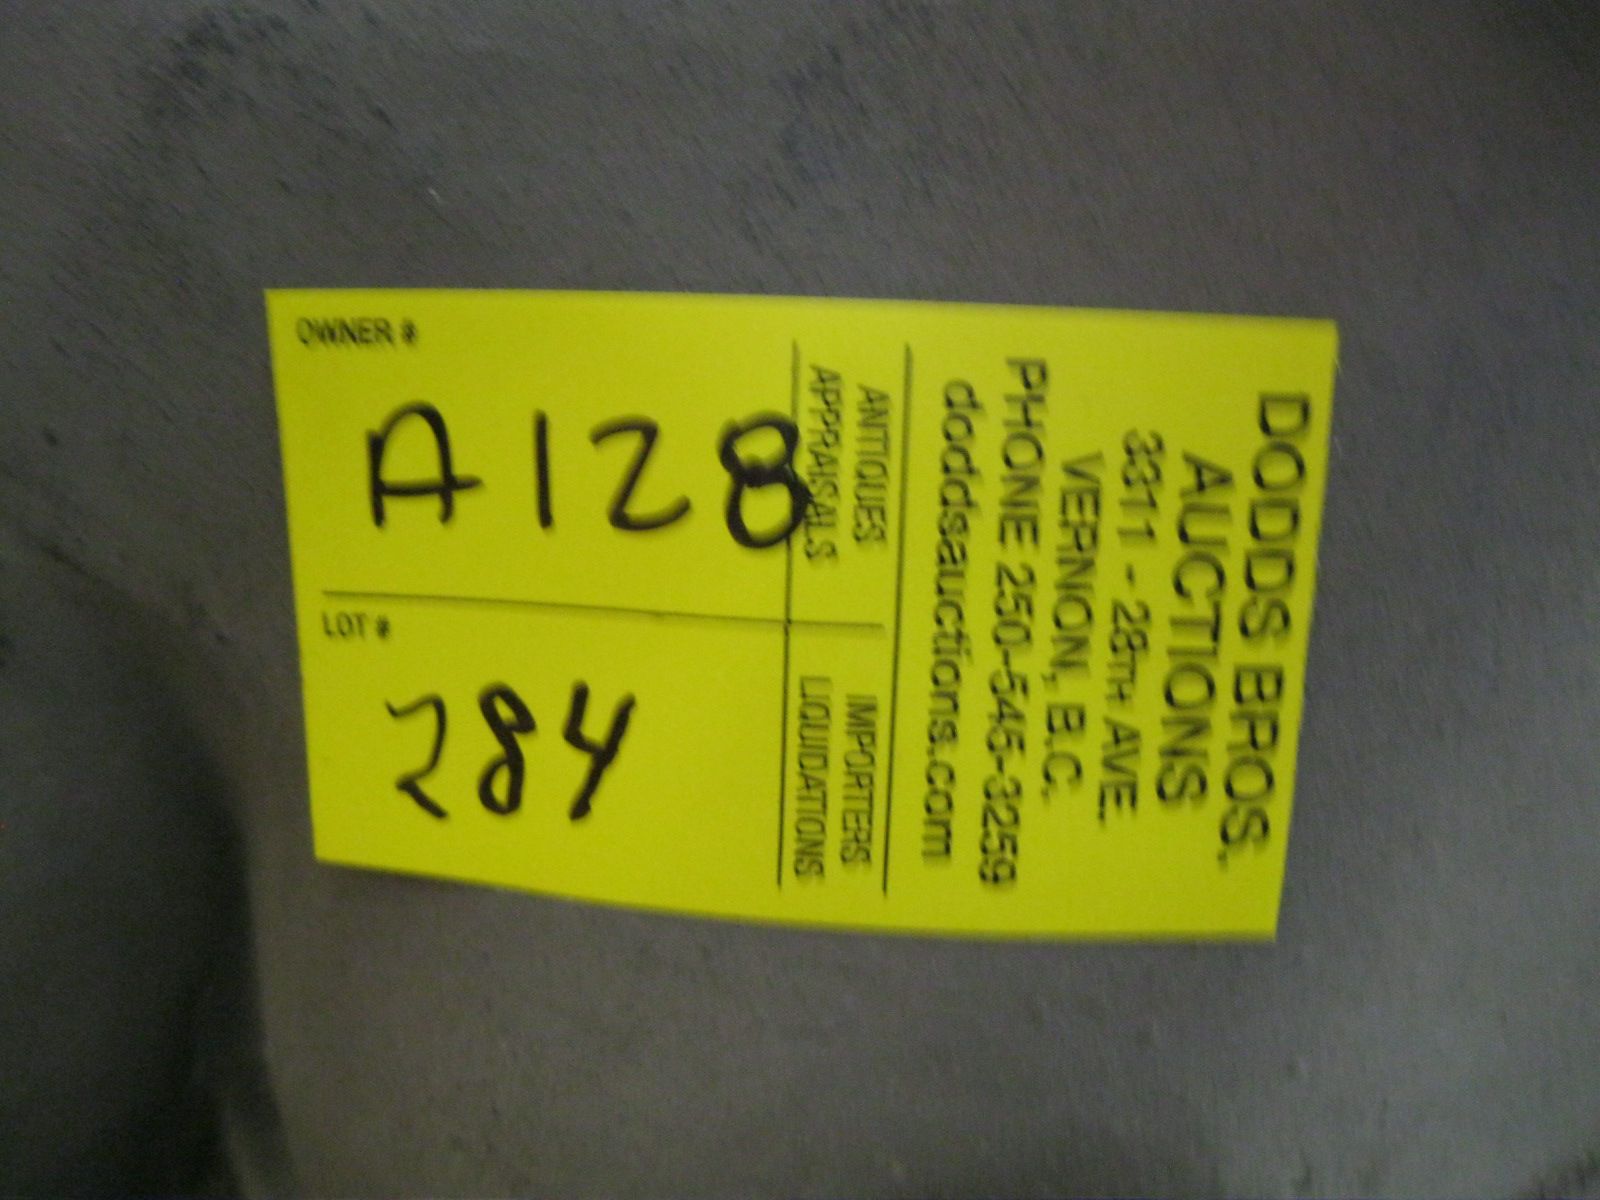 DODDS BROS.
AUCTIONS
3311 - 28TH AVE.
VERNON, B.C.
PHONE 250-545-3259
doddsauctions.com
ANTIQUES
APPRAISALS
IMPORTERS
LIQUIDATIONS
OWNER #
A128
LOT #
284